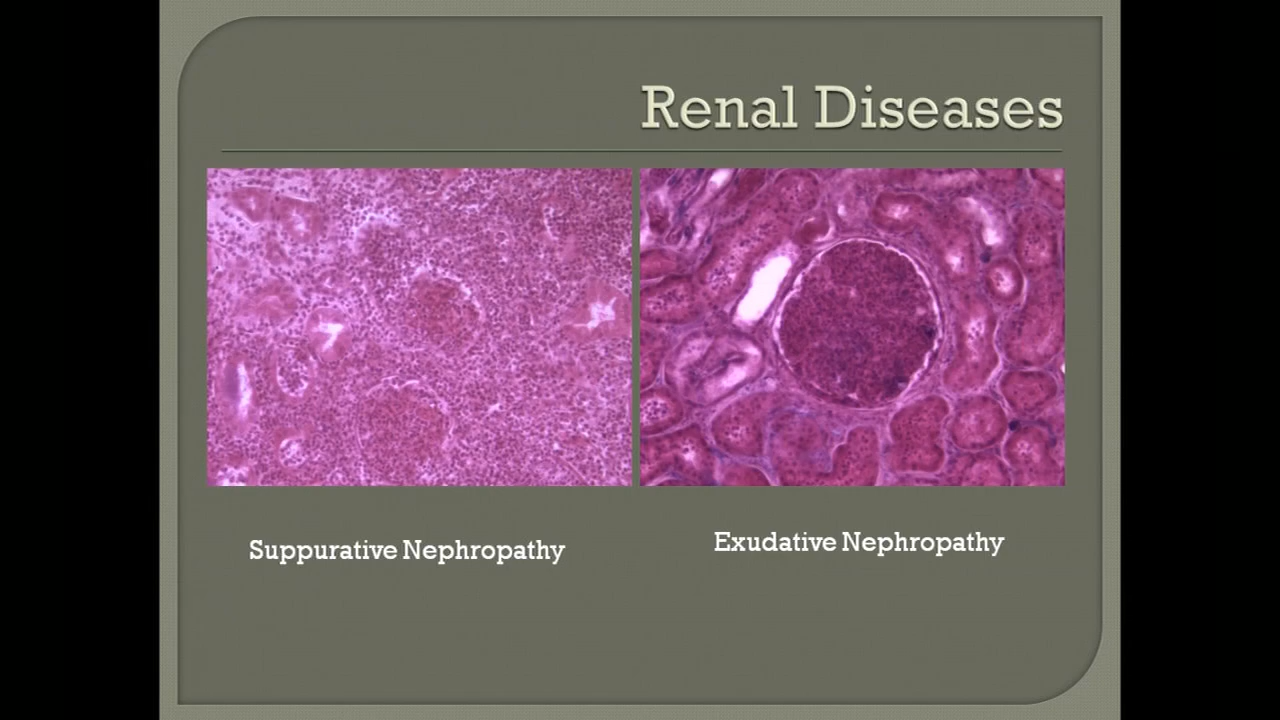 Renal Diseases
Suppurative Nephropathy
Exudative Nephropathy